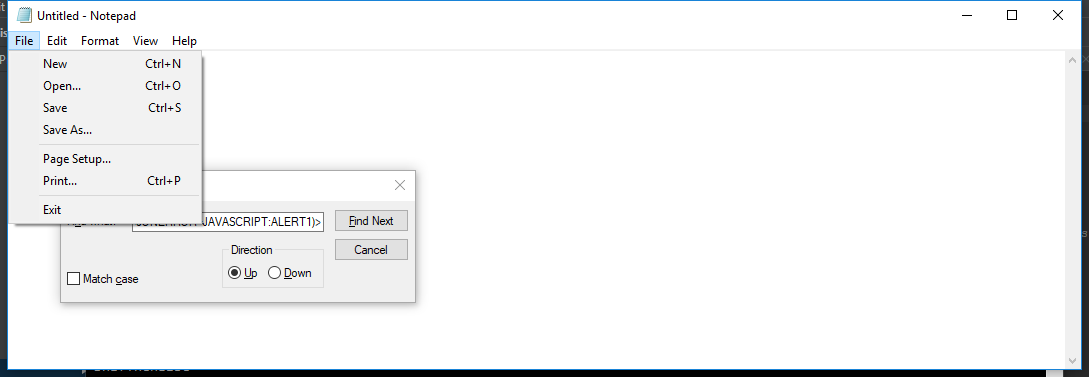 Untitled - Notepad
File Edit Format View Help
New Ctrl+N
Open... Ctrl+O
Save Ctrl+S
Save As...
Page Setup...
Print... Ctrl+P
Exit
JAVASCRIPT:ALERT1)> Find Next
Direction Cancel
Up Down
Match case